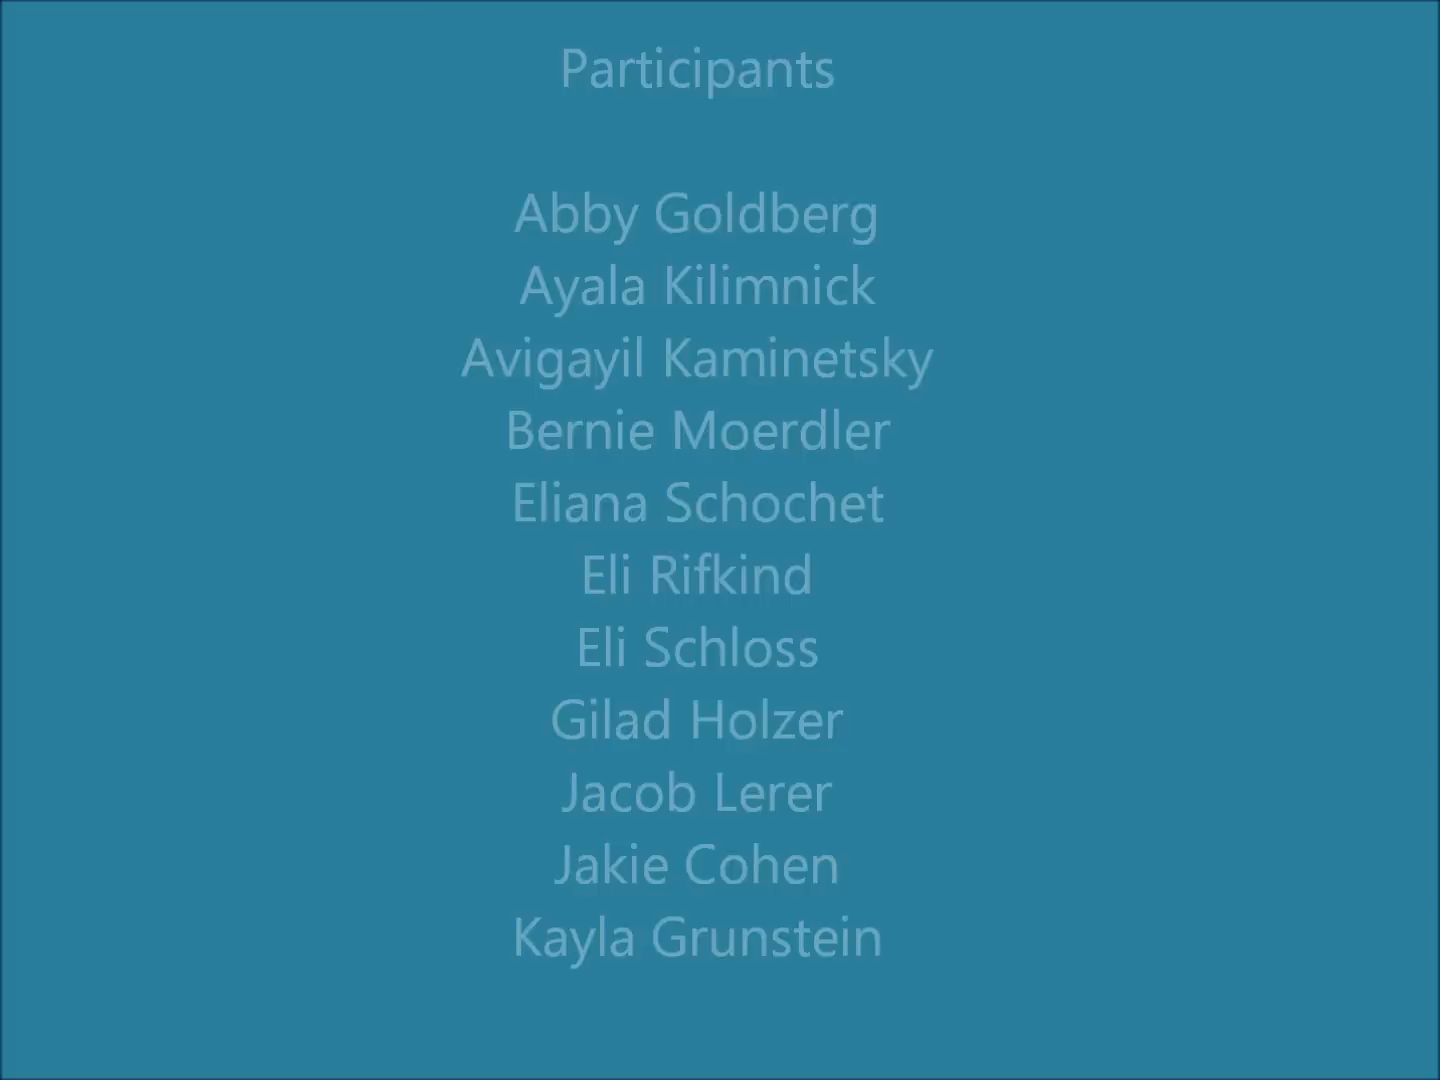 Participants
Abby Goldberg
Ayala Kilimnick
Avigayil Kaminetsky
Bernie Moerdler
Eliana Schochet
Eli Rifkind
Eli Schloss
Gilad Holzer
Jacob Lerer
Jakie Cohen
Kayla Grunstein